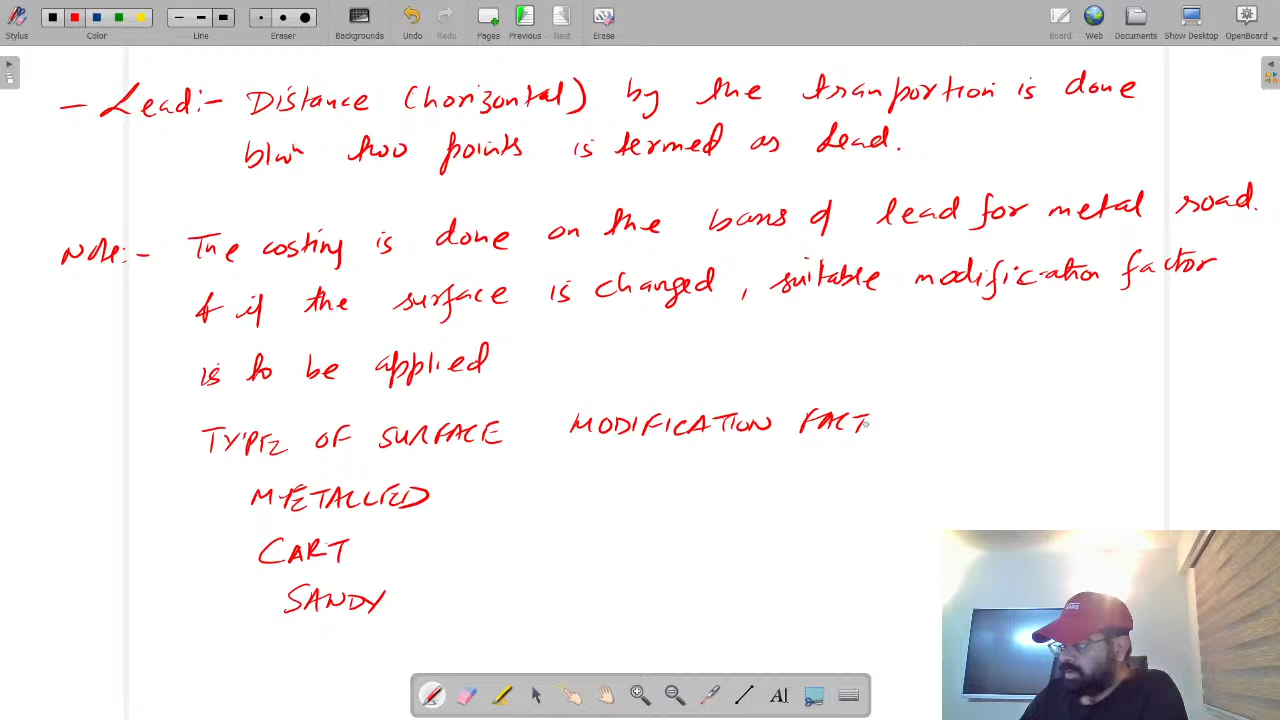 Stylus Color Line Eraser Backgrounds Undo Redo Pages Previous Next Erase Board Web Documents Show Desktop OpenBoard
- Lead:- Distance (horizontal) by the tranportion is done
b/w two points is termed as lead.
Note:- The costing is done on the basis of lead for metal road.
& if the surface is changed, suitable modification factor
is to be applied
TYPE OF SURFACE MODIFICATION FACT
METALLED
CART
SANDY